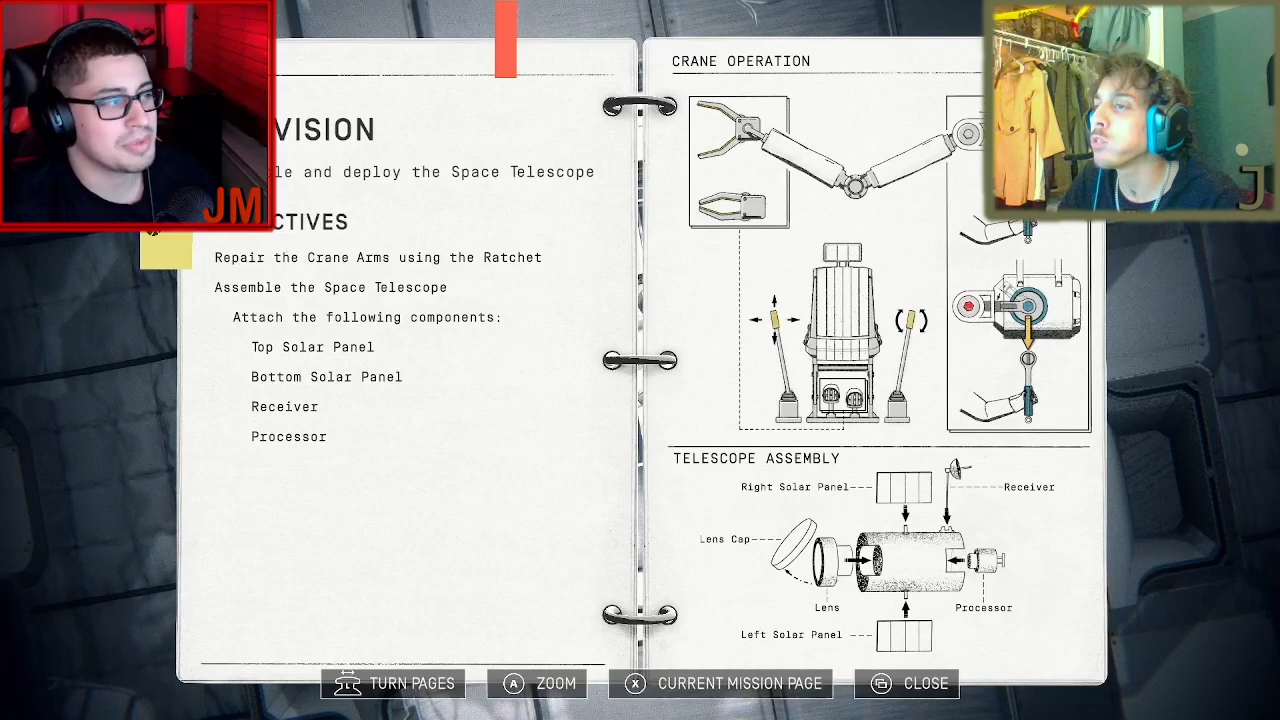 CRANE OPERATION
VISION
le and deploy the Space Telescope
CTIVES
Repair the Crane Arms using the Ratchet
Assemble the Space Telescope
Attach the following components:
Top Solar Panel
Bottom Solar Panel
Receiver
Processor
TELESCOPE ASSEMBLY
Right Solar Panel
Receiver
Lens Cap
Lens
Processor
Left Solar Panel
JM
J
L TURN PAGES
A ZOOM
X CURRENT MISSION PAGE
CLOSE